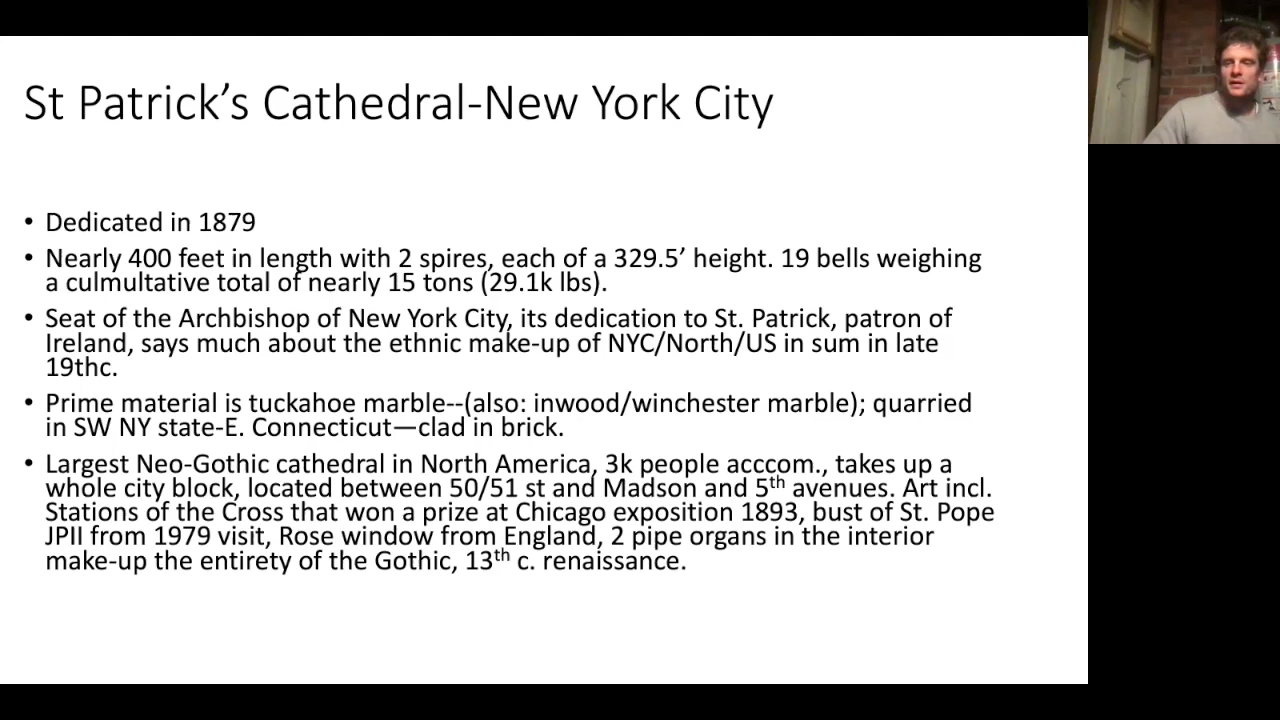 St Patrick’s Cathedral-New York City
• Dedicated in 1879
• Nearly 400 feet in length with 2 spires, each of a 329.5’ height. 19 bells weighing
a culmultative total of nearly 15 tons (29.1k lbs).
• Seat of the Archbishop of New York City, its dedication to St. Patrick, patron of
Ireland, says much about the ethnic make-up of NYC/North/US in sum in late
19thc.
• Prime material is tuckahoe marble--(also: inwood/winchester marble); quarried
in SW NY state-E. Connecticut—clad in brick.
• Largest Neo-Gothic cathedral in North America, 3k people acccom., takes up a
whole city block, located between 50/51 st and Madson and 5th avenues. Art incl.
Stations of the Cross that won a prize at Chicago exposition 1893, bust of St. Pope
JPII from 1979 visit, Rose window from England, 2 pipe organs in the interior
make-up the entirety of the Gothic, 13th c. renaissance.